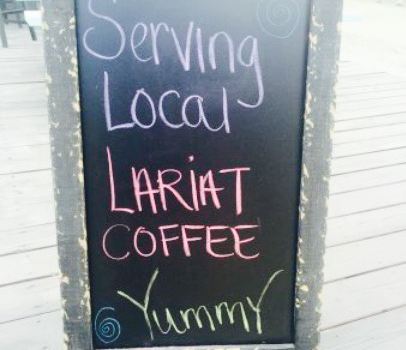 Serving
Local
LARIAT
COFFEE
Yummy